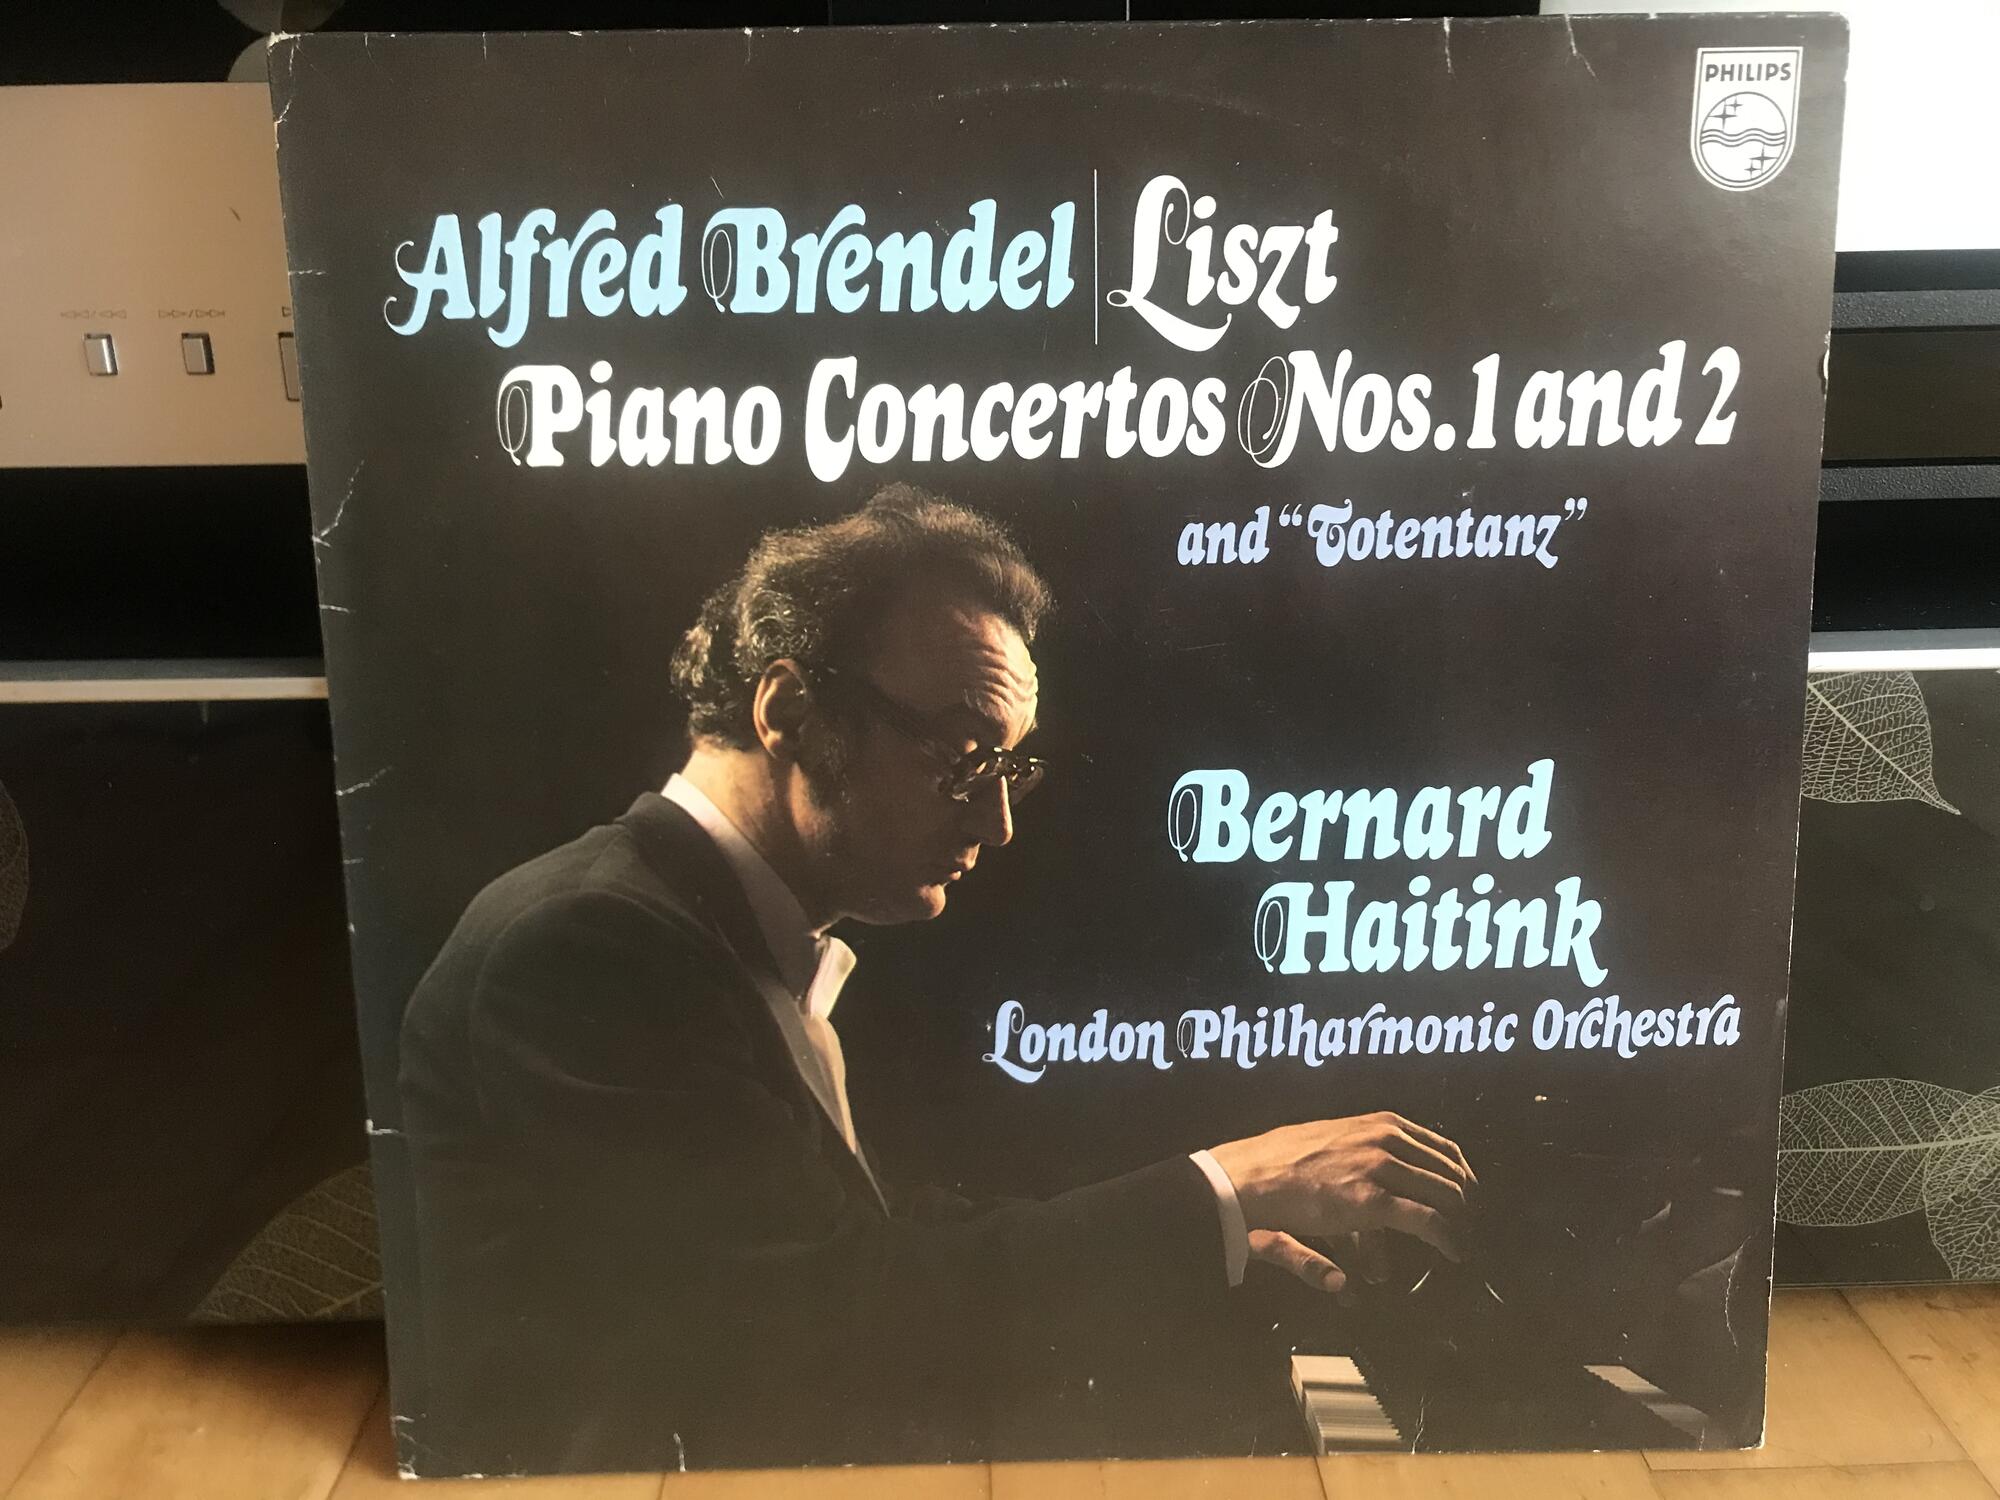 PHILIPS
Alfred Brendel | Liszt
Piano Concertos Nos. 1 and 2
and “Totentanz”
Bernard
Haitink
London Philharmonic Orchestra